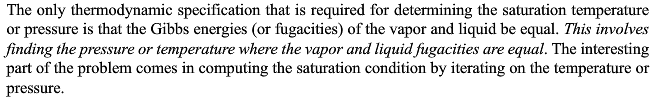 The only thermodynamic specification that is required for determining the saturation temperature
or pressure is that the Gibbs energies (or fugacities) of the vapor and liquid be equal. This involves
finding the pressure or temperature where the vapor and liquid fugacities are equal. The interesting
part of the problem comes in computing the saturation condition by iterating on the temperature or
pressure.